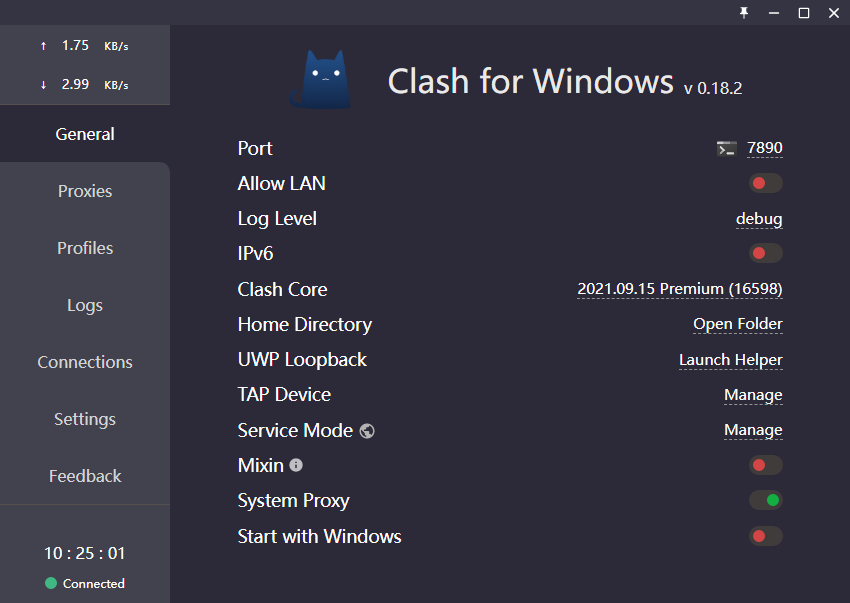 ↑ 1.75 KB/s
↓ 2.99 KB/s
General
Proxies
Profiles
Logs
Connections
Settings
Feedback
10 : 25 : 01
Connected
Clash for Windows v 0.18.2
Port 7890
Allow LAN
Log Level debug
IPv6
Clash Core 2021.09.15 Premium (16598)
Home Directory Open Folder
UWP Loopback Launch Helper
TAP Device Manage
Service Mode Manage
Mixin
System Proxy
Start with Windows